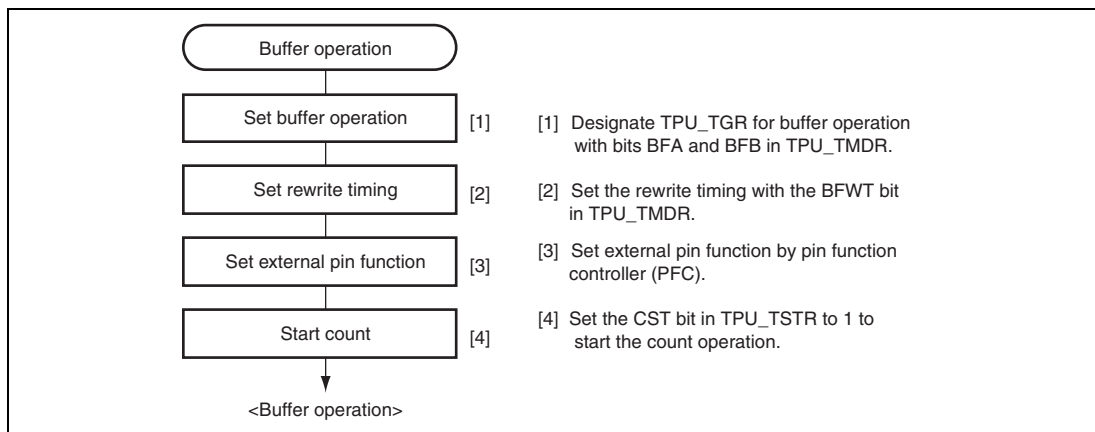 Buffer operation
Set buffer operation [1]
[1] Designate TPU_TGR for buffer operation
with bits BFA and BFB in TPU_TMDR.
Set rewrite timing [2]
[2] Set the rewrite timing with the BFWT bit
in TPU_TMDR.
Set external pin function [3]
[3] Set external pin function by pin function
controller (PFC).
Start count [4]
[4] Set the CST bit in TPU_TSTR to 1 to
start the count operation.
<Buffer operation>